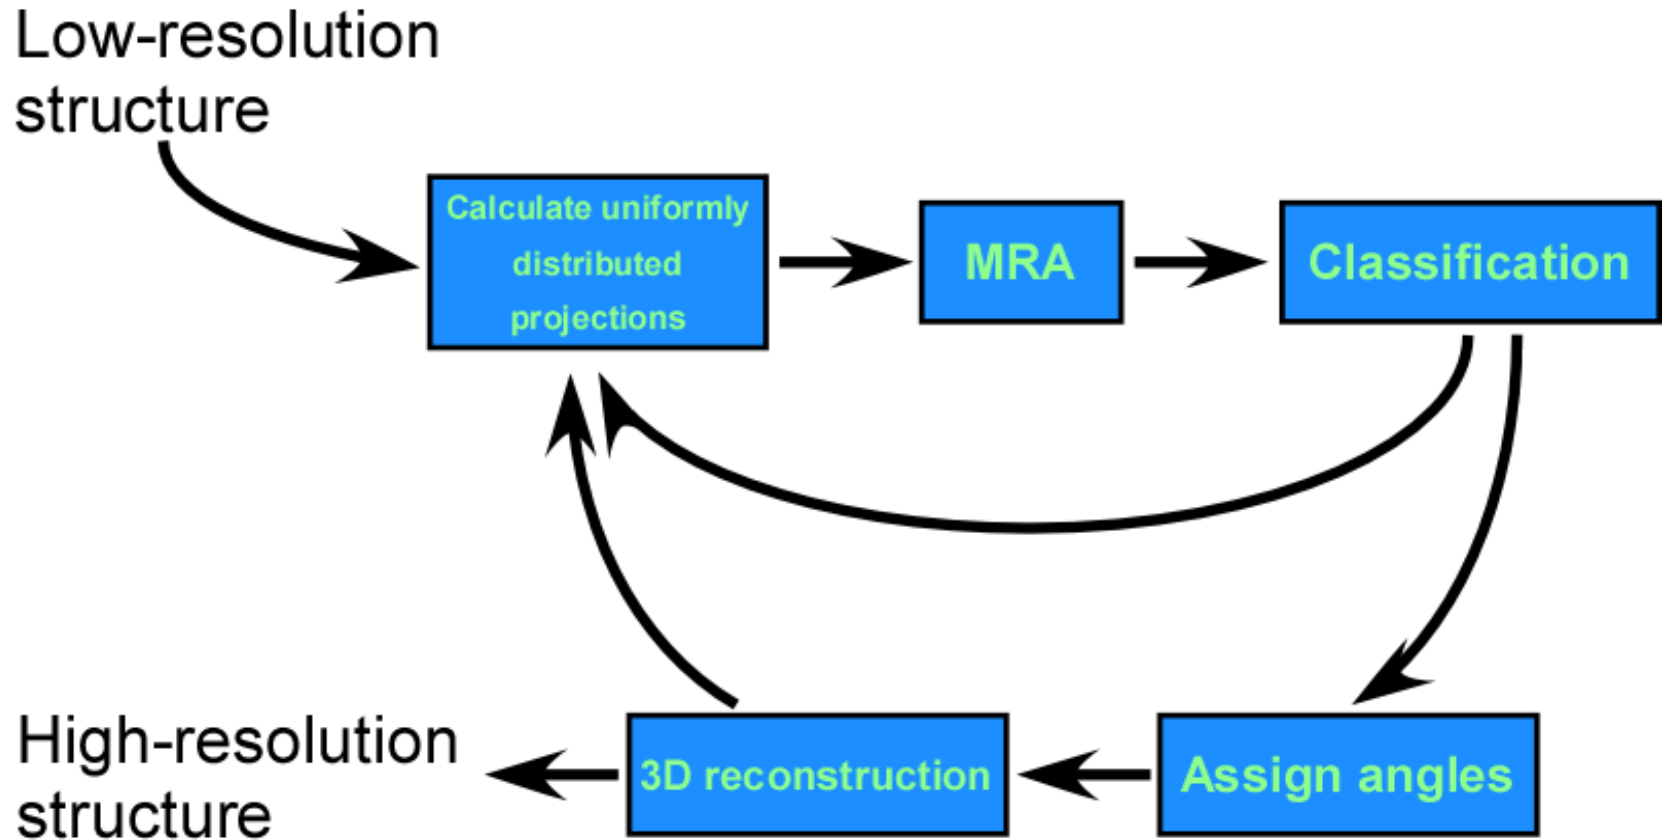 Low-resolution
structure
Calculate uniformly
distributed
projections
MRA
Classification
High-resolution
structure
3D reconstruction
Assign angles